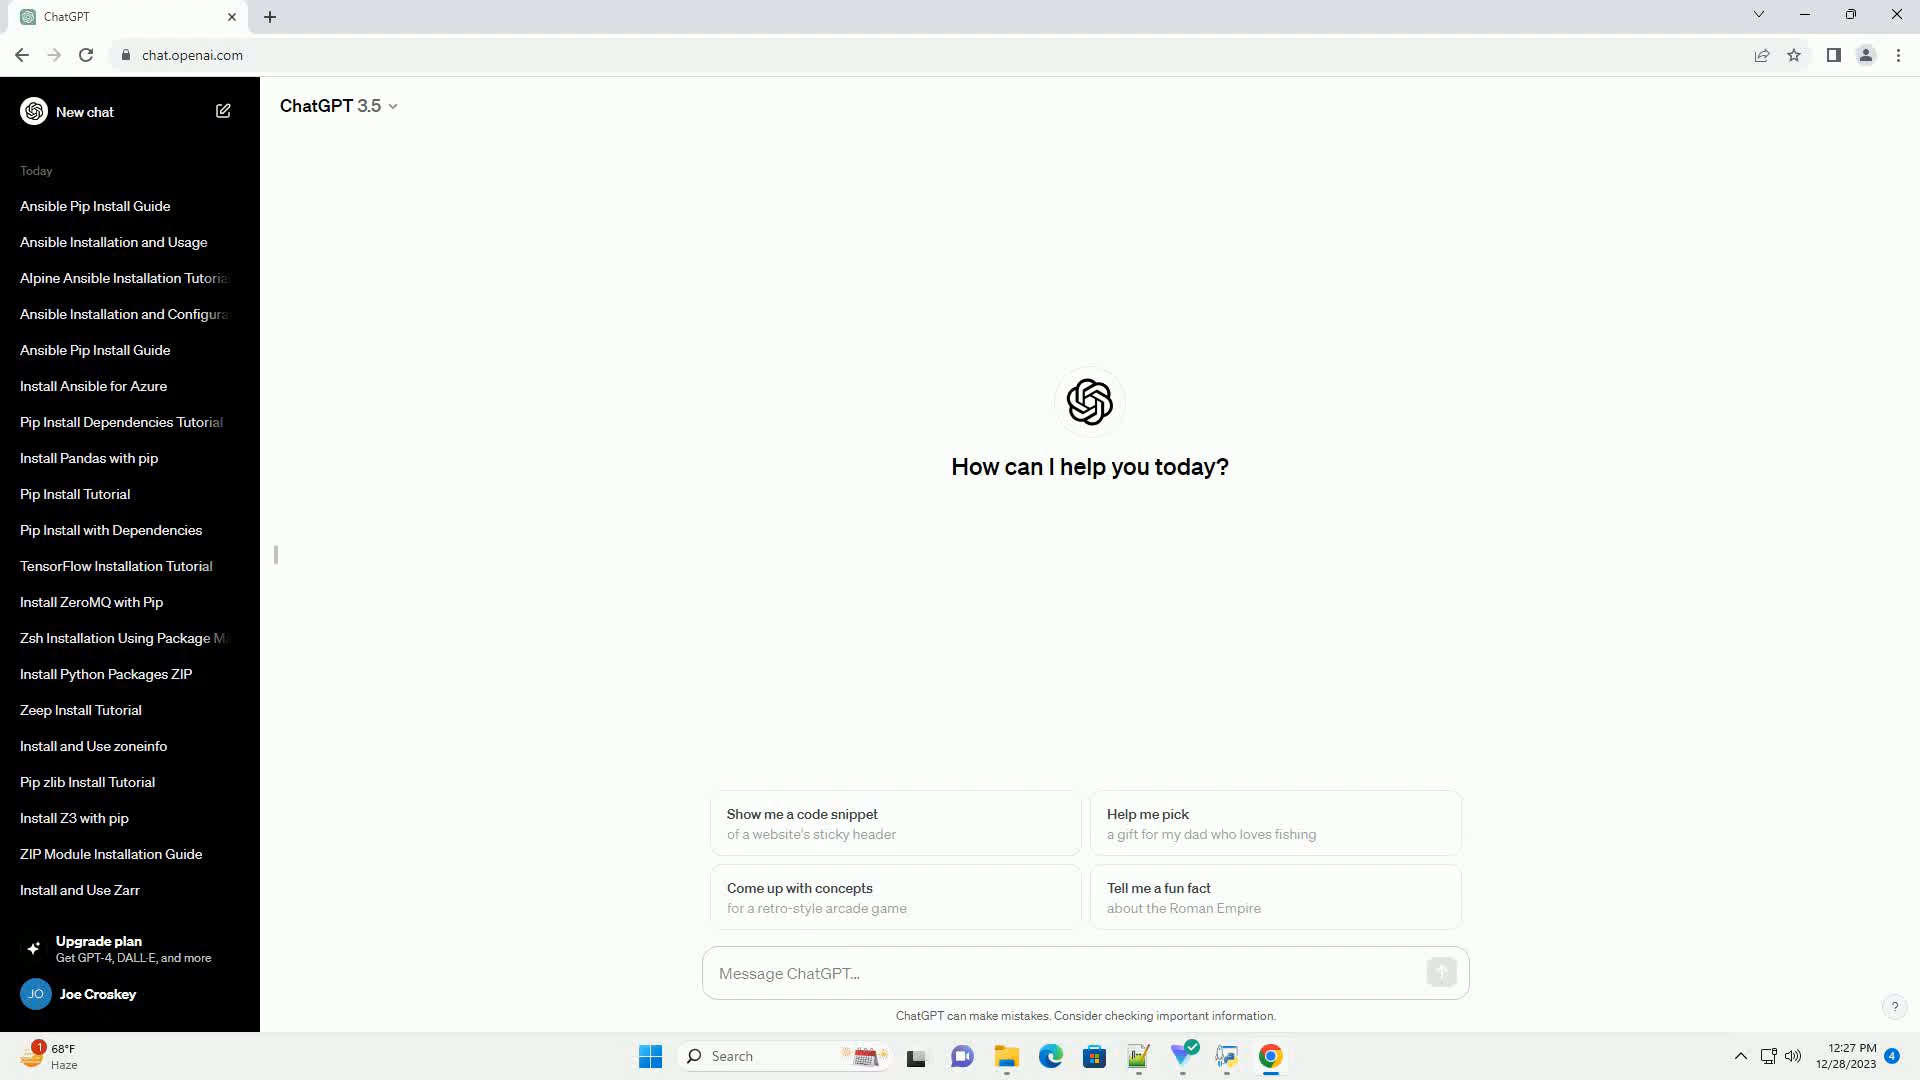 ChatGPT
chat.openai.com
New chat
ChatGPT 3.5
Today
Ansible Pip Install Guide
Ansible Installation and Usage
Alpine Ansible Installation
Ansible Installation and
Ansible Pip Install Guide
Install Ansible for Azure
Pip Install Dependencies Tutorial
Install Pandas with pip
Pip Install Tutorial
Pip Install with Dependencies
TensorFlow Installation Tutorial
Install ZeroMQ with Pip
Zsh Installation Using Package
Install Python Packages ZIP
Zeep Install Tutorial
Install and Use zoneinfo
Pip zlib Install Tutorial
Install Z3 with pip
ZIP Module Installation Guide
Install and Use Zarr
Upgrade plan
Get GPT-4, DALL·E, and more
JO Joe Croskey
How can I help you today?
Show me a code snippet
of a website's sticky header
Help me pick
a gift for my dad who loves fishing
Come up with concepts
for a retro-style arcade game
Tell me a fun fact
about the Roman Empire
Message ChatGPT...
ChatGPT can make mistakes. Consider checking important information.
?
1
68°F
Haze
Search
12:27 PM
12/28/2023
4